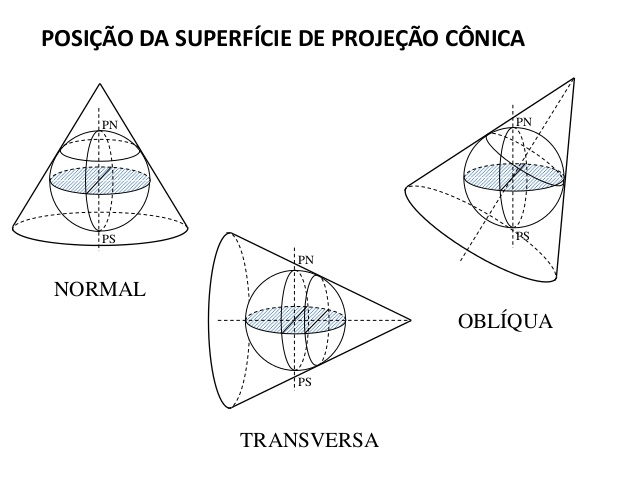 POSIÇÃO DA SUPERFÍCIE DE PROJEÇÃO CÔNICA
PN
PS
NORMAL
PN
PS
TRANSVERSA
PN
PS
OBLÍQUA